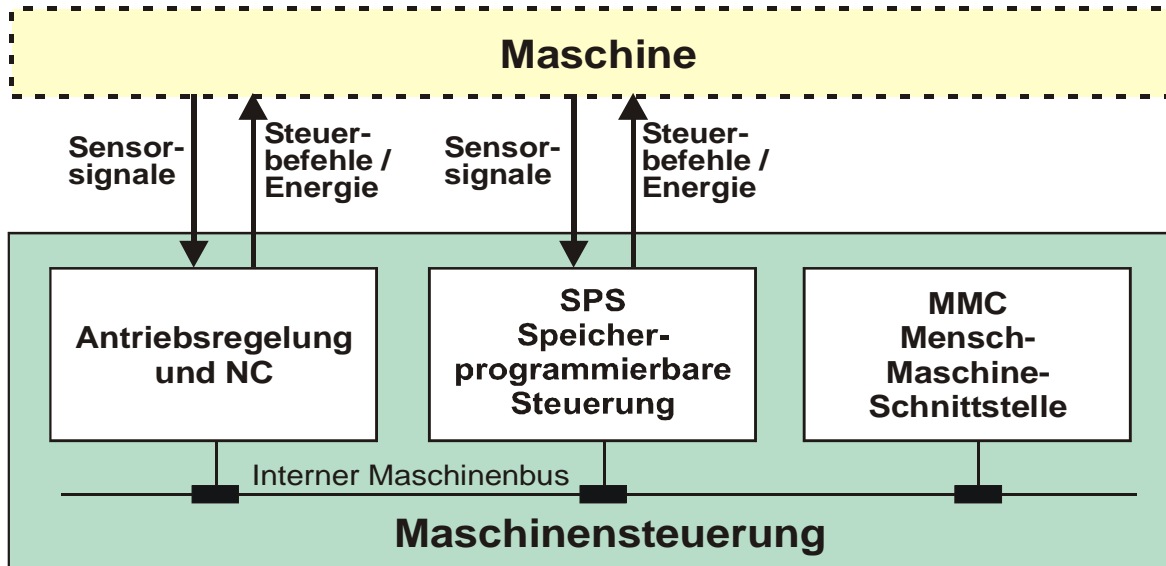 Maschine
Sensor-
signale
Steuer-
befehle /
Energie
Sensor-
signale
Steuer-
befehle /
Energie
Antriebsregelung
und NC
SPS
Speicher-
programmierbare
Steuerung
MMC
Mensch-
Maschine-
Schnittstelle
Interner Maschinenbus
Maschinensteuerung